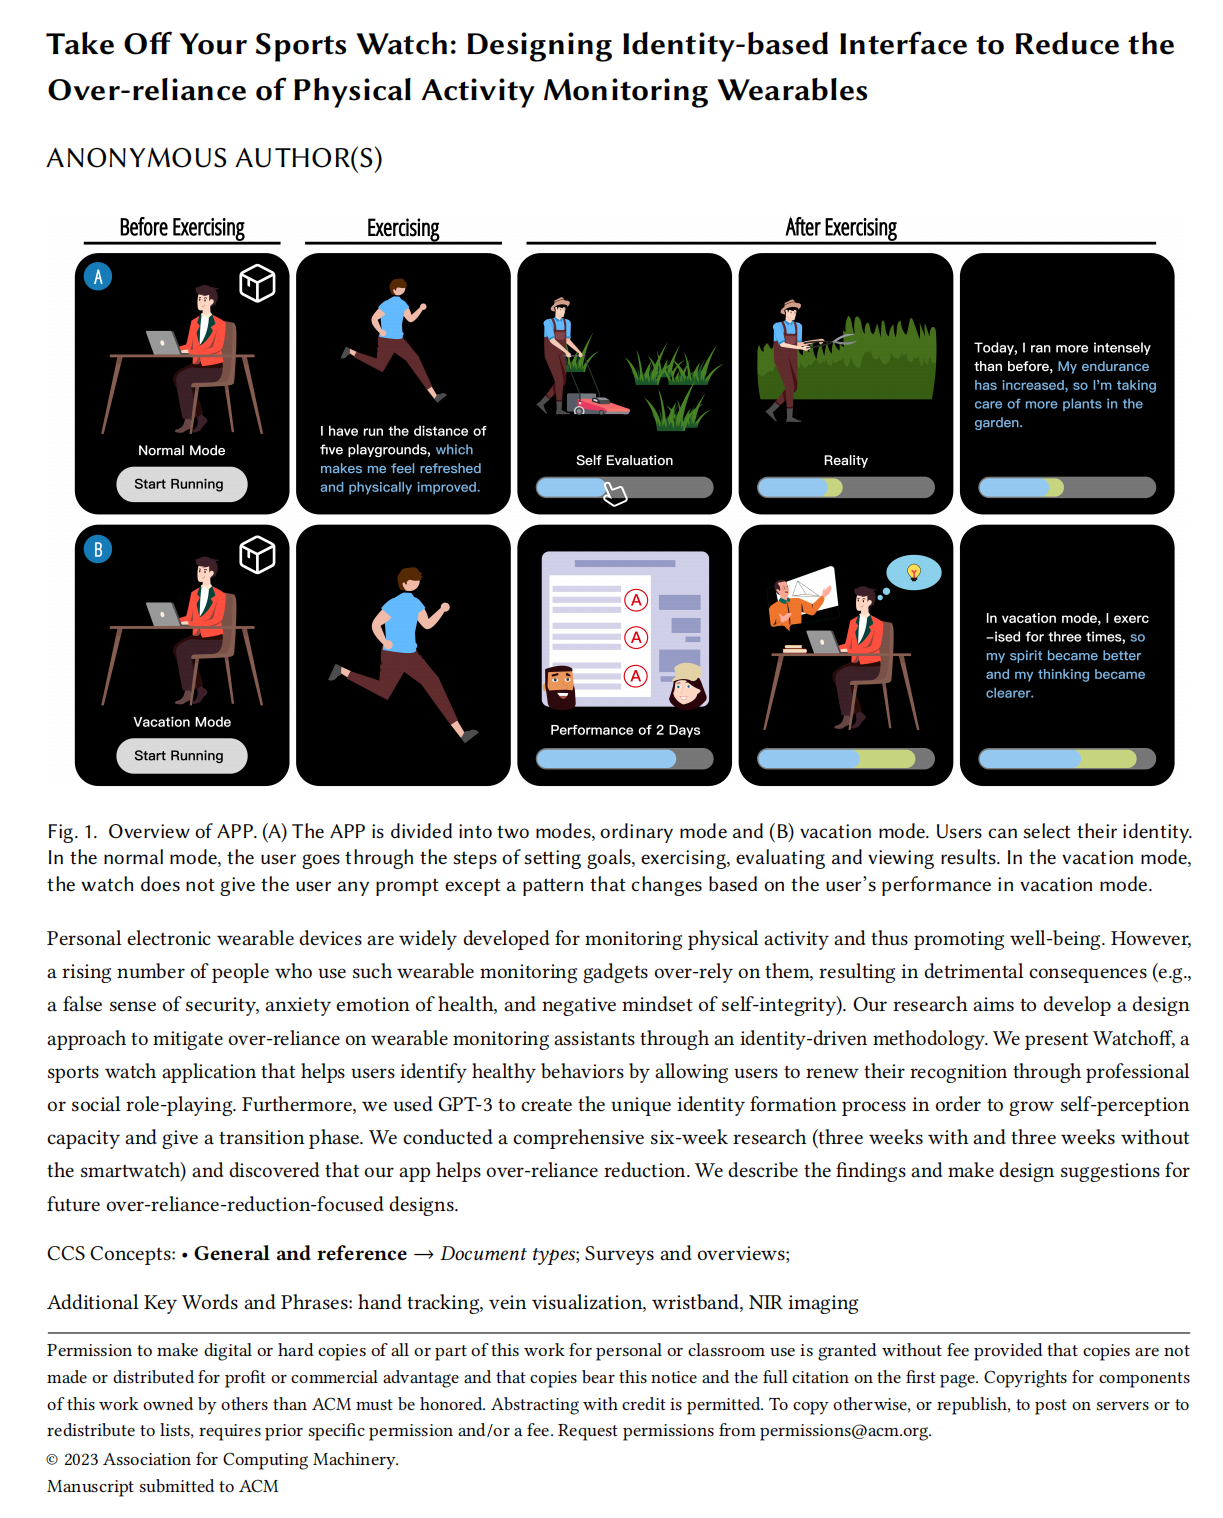 Take Off Your Sports Watch: Designing Identity-based Interface to Reduce the
Over-reliance of Physical Activity Monitoring Wearables
ANONYMOUS AUTHOR(S)
Before Exercising
Exercising
After Exercising
A
Normal Mode
Start Running
I have run the distance of
five playgrounds, which
makes me feel refreshed
and physically improved.
Self Evaluation
Reality
Today, I ran more intensely
than before, My endurance
has increased, so I'm taking
care of more plants in the
garden.
B
Vacation Mode
Start Running
A
A
A
Performance of 2 Days
In vacation mode, I exerc
-ised for three times, so
my spirit became better
and my thinking became
clearer.
Fig. 1. Overview of APP. (A) The APP is divided into two modes, ordinary mode and (B) vacation mode. Users can select their identity.
In the normal mode, the user goes through the steps of setting goals, exercising, evaluating and viewing results. In the vacation mode,
the watch does not give the user any prompt except a pattern that changes based on the user's performance in vacation mode.
Personal electronic wearable devices are widely developed for monitoring physical activity and thus promoting well-being. However,
a rising number of people who use such wearable monitoring gadgets over-rely on them, resulting in detrimental consequences (e.g.,
a false sense of security, anxiety emotion of health, and negative mindset of self-integrity). Our research aims to develop a design
approach to mitigate over-reliance on wearable monitoring assistants through an identity-driven methodology. We present Watchoff, a
sports watch application that helps users identify healthy behaviors by allowing users to renew their recognition through professional
or social role-playing. Furthermore, we used GPT-3 to create the unique identity formation process in order to grow self-perception
capacity and give a transition phase. We conducted a comprehensive six-week research (three weeks with and three weeks without
the smartwatch) and discovered that our app helps over-reliance reduction. We describe the findings and make design suggestions for
future over-reliance-reduction-focused designs.
CCS Concepts: • General and reference → Document types; Surveys and overviews;
Additional Key Words and Phrases: hand tracking, vein visualization, wristband, NIR imaging
Permission to make digital or hard copies of all or part of this work for personal or classroom use is granted without fee provided that copies are not
made or distributed for profit or commercial advantage and that copies bear this notice and the full citation on the first page. Copyrights for components
of this work owned by others than ACM must be honored. Abstracting with credit is permitted. To copy otherwise, or republish, to post on servers or to
redistribute to lists, requires prior specific permission and/or a fee. Request permissions from permissions@acm.org.
© 2023 Association for Computing Machinery.
Manuscript submitted to ACM